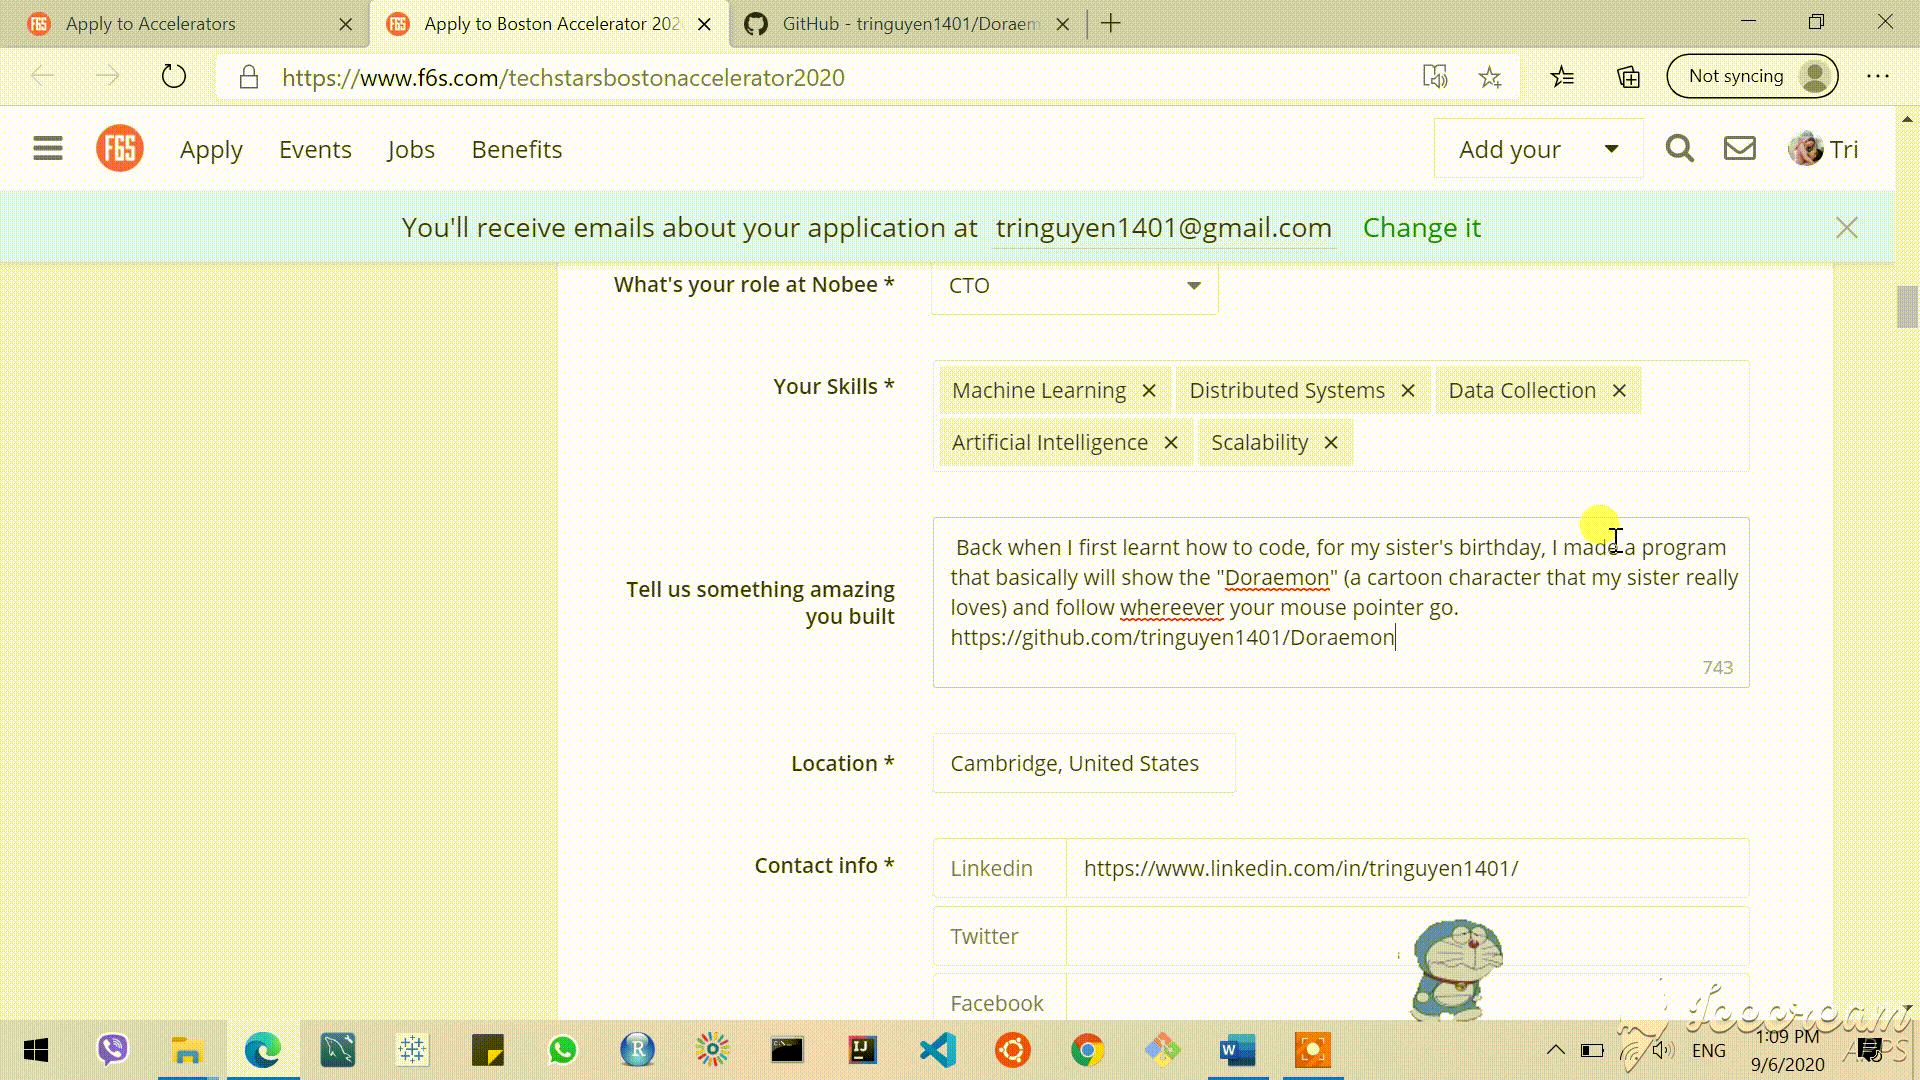 Apply to Accelerators
Apply to Boston Accelerator 202
GitHub - tringuyen1401/Doraem
https://www.f6s.com/techstarsbostonaccelerator2020
Not syncing
F6S
Apply
Events
Jobs
Benefits
Add your
Tri
You'll receive emails about your application at tringuyen1401@gmail.com Change it
What's your role at Nobee *
CTO
Your Skills *
Machine Learning
Distributed Systems
Data Collection
Artificial Intelligence
Scalability
Tell us something amazing
you built
Back when I first learnt how to code, for my sister's birthday, I made a program
that basically will show the "Doraemon" (a cartoon character that my sister really
loves) and follow whereever your mouse pointer go.
https://github.com/tringuyen1401/Doraemon
743
Location *
Cambridge, United States
Contact info *
Linkedin
https://www.linkedin.com/in/tringuyen1401/
Twitter
Facebook
Icecream
APPS
ENG
1:09 PM
9/6/2020